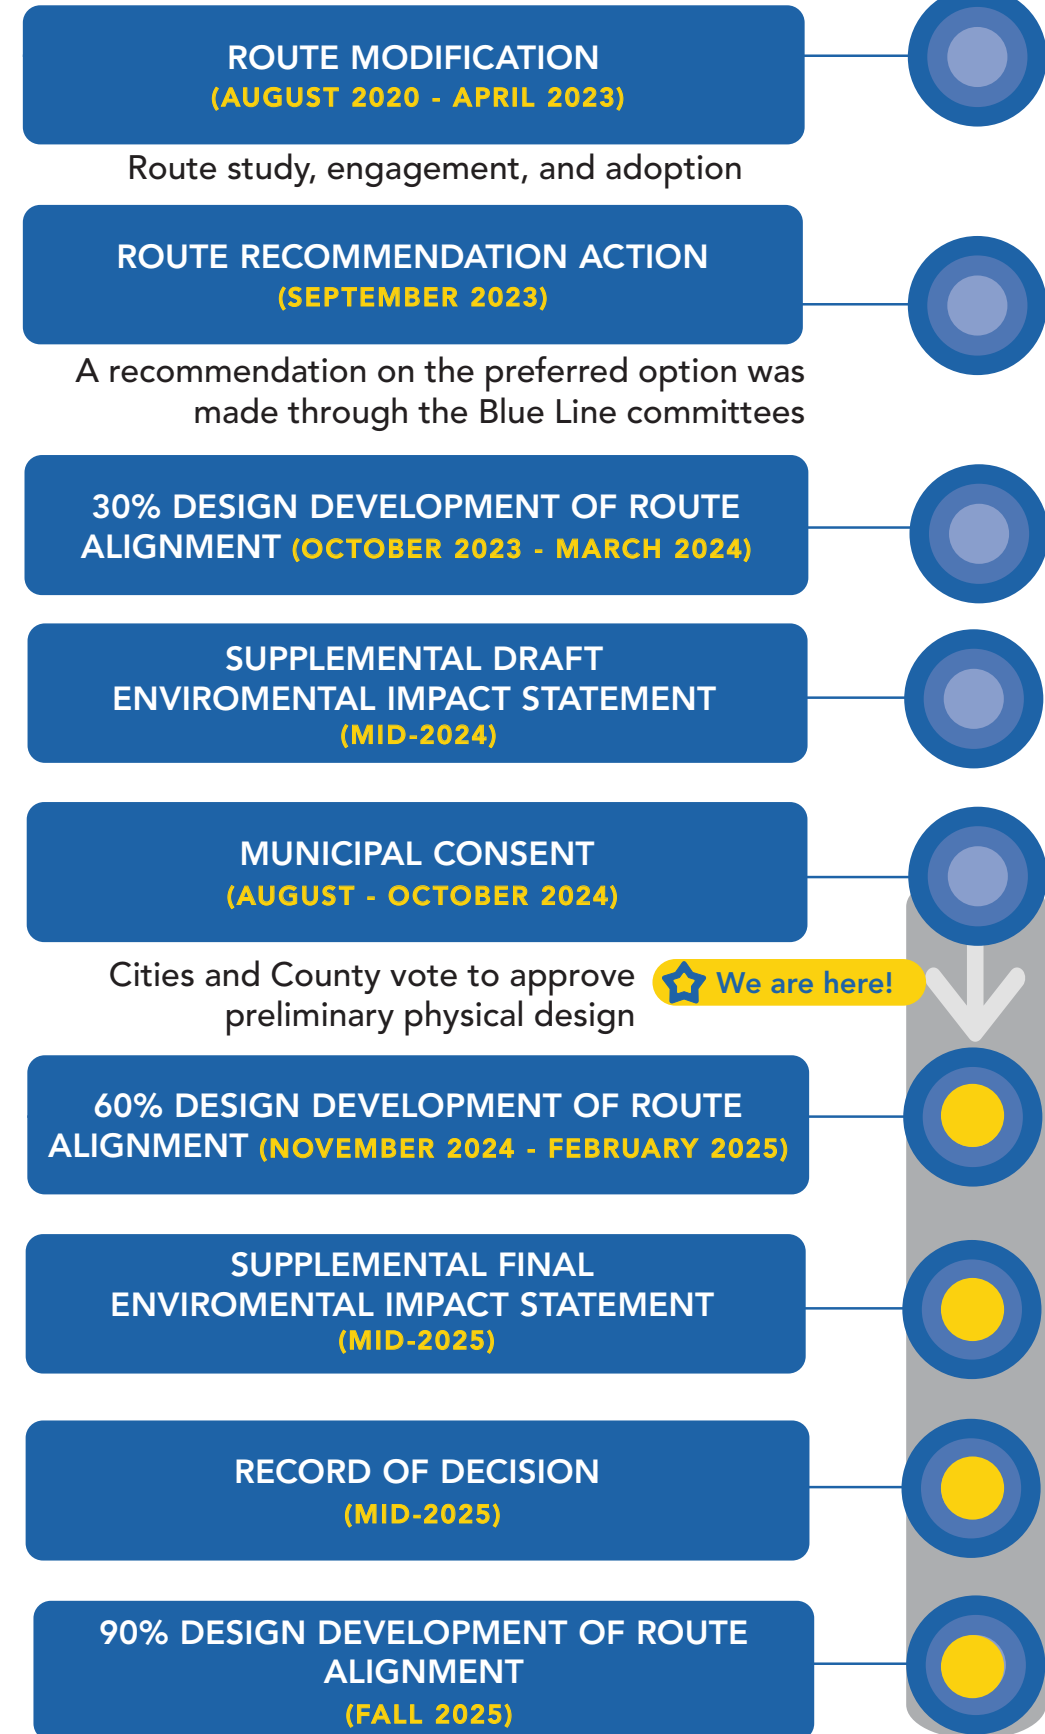 ROUTE MODIFICATION
(AUGUST 2020 - APRIL 2023)
Route study, engagement, and adoption
ROUTE RECOMMENDATION ACTION
(SEPTEMBER 2023)
A recommendation on the preferred option was
made through the Blue Line committees
30% DESIGN DEVELOPMENT OF ROUTE
ALIGNMENT (OCTOBER 2023 - MARCH 2024)
SUPPLEMENTAL DRAFT
ENVIROMENTAL IMPACT STATEMENT
(MID-2024)
MUNICIPAL CONSENT
(AUGUST - OCTOBER 2024)
Cities and County vote to approve
preliminary physical design
We are here!
60% DESIGN DEVELOPMENT OF ROUTE
ALIGNMENT (NOVEMBER 2024 - FEBRUARY 2025)
SUPPLEMENTAL FINAL
ENVIROMENTAL IMPACT STATEMENT
(MID-2025)
RECORD OF DECISION
(MID-2025)
90% DESIGN DEVELOPMENT OF ROUTE
ALIGNMENT
(FALL 2025)